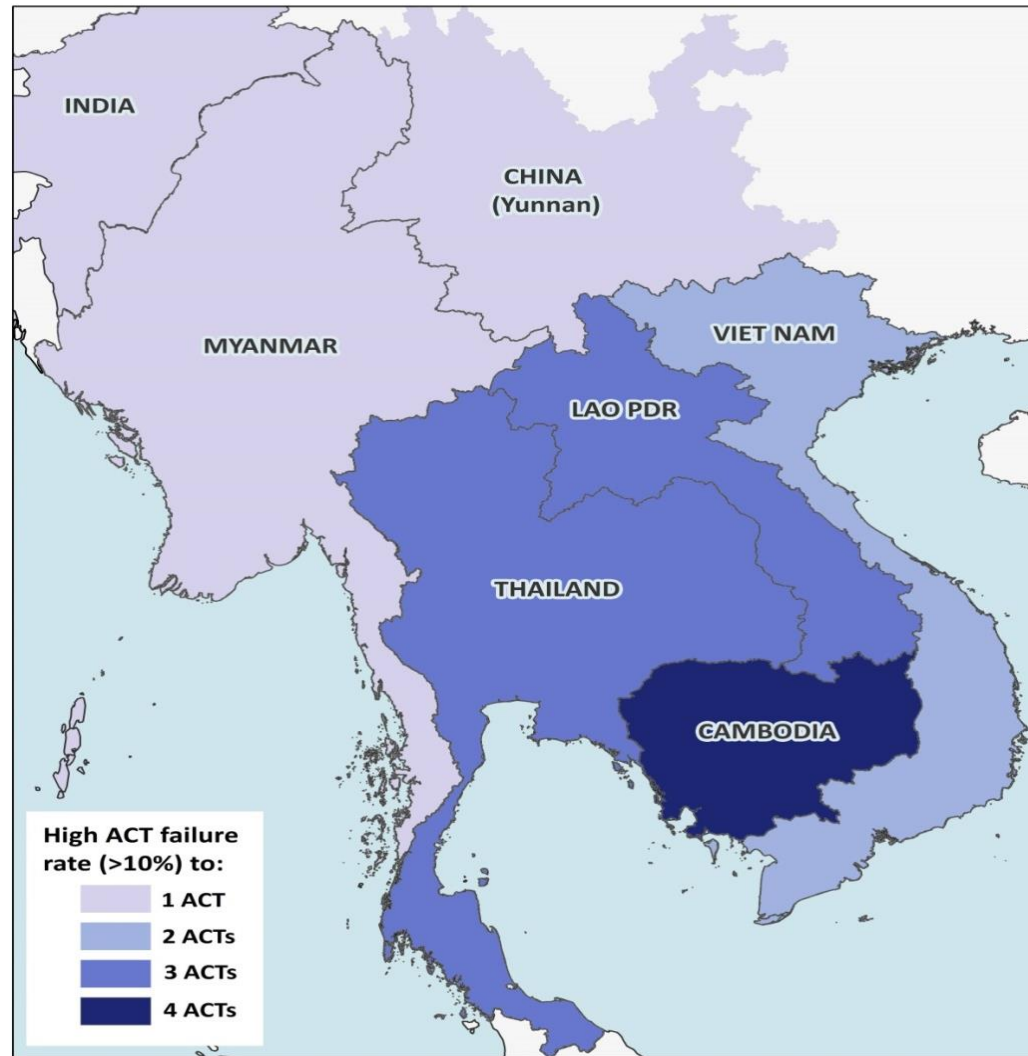 INDIA
CHINA
(Yunnan)
MYANMAR
VIET NAM
LAO PDR
THAILAND
CAMBODIA
High ACT failure
rate (>10%) to:
1 ACT
2 ACTs
3 ACTs
4 ACTs